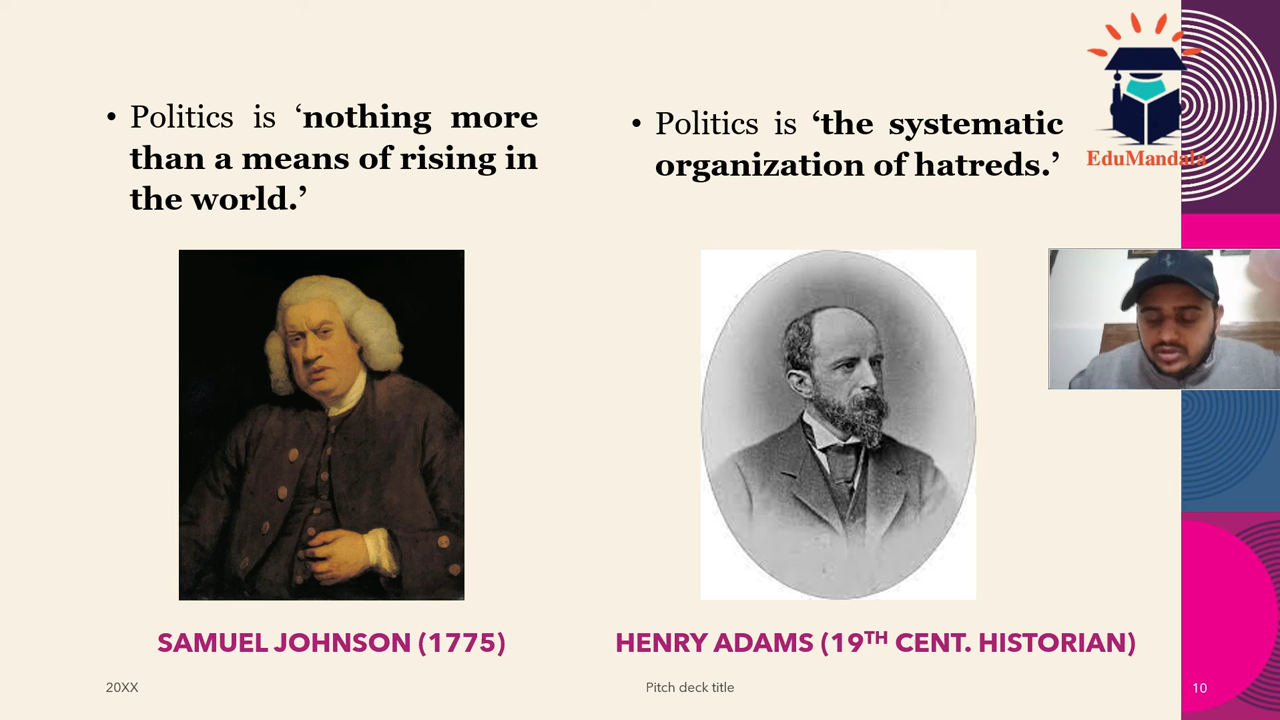 • Politics is ‘nothing more
than a means of rising in
the world.’
• Politics is ‘the systematic
organization of hatreds.’
EduMandala
SAMUEL JOHNSON (1775)
HENRY ADAMS (19TH CENT. HISTORIAN)
20XX
Pitch deck title
10